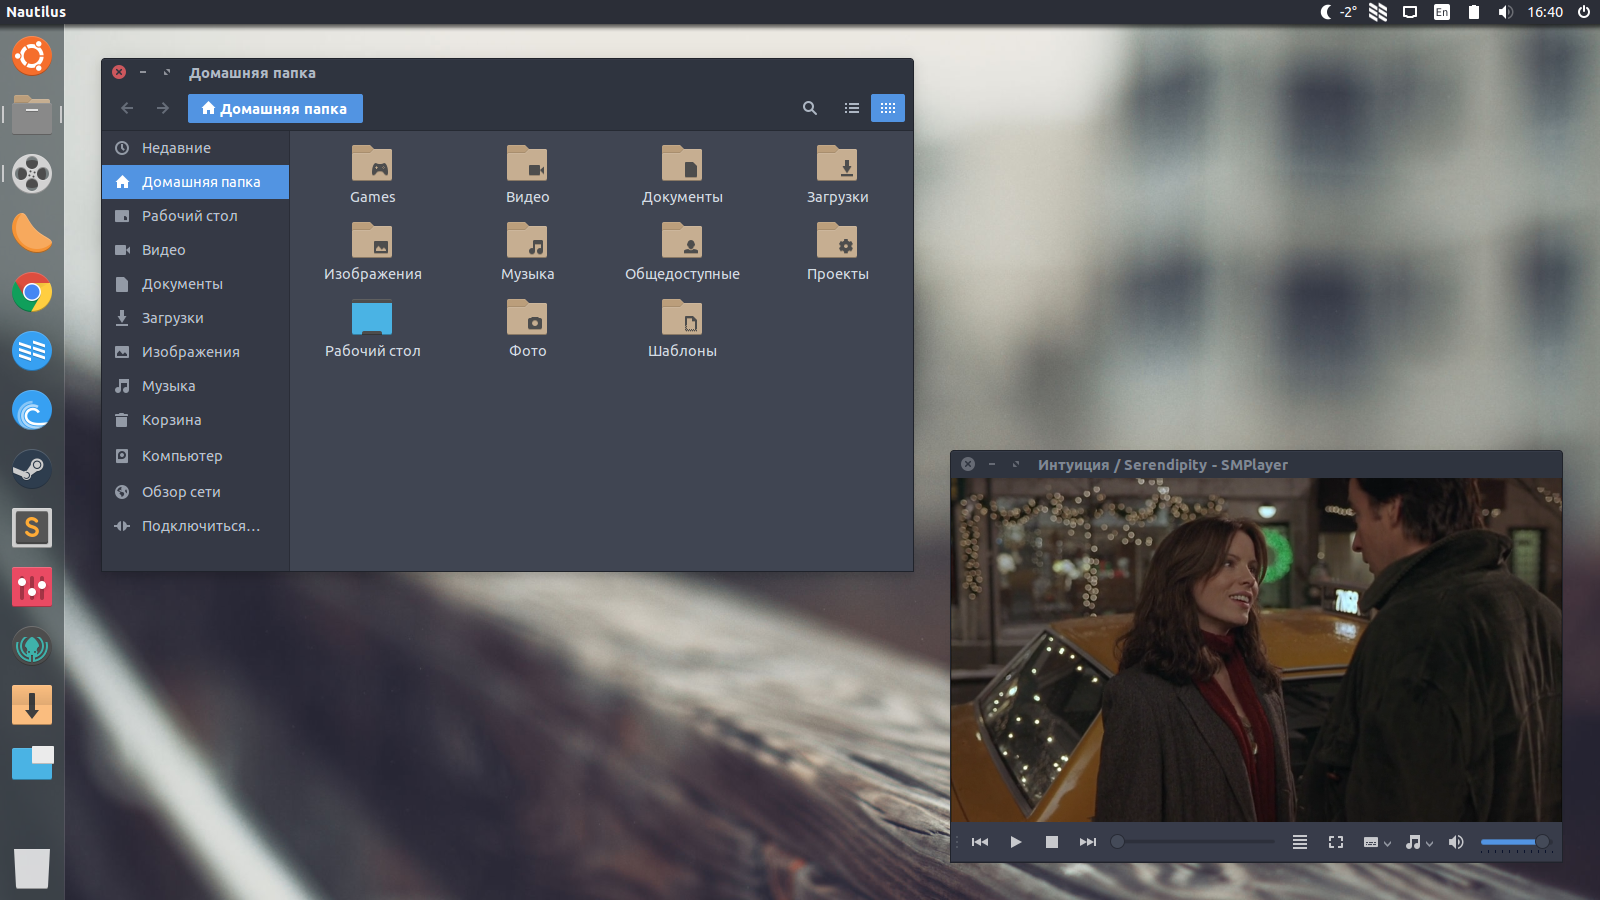 Nautilus
-2°
En
16:40
Домашняя папка
Домашняя папка
Недавние
Домашняя папка
Рабочий стол
Видео
Документы
Загрузки
Изображения
Музыка
Корзина
Компьютер
Обзор сети
Подключиться...
Games
Видео
Документы
Загрузки
Изображения
Музыка
Общедоступные
Проекты
Рабочий стол
Фото
Шаблоны
S
Интуиция / Serendipity - SMPlayer